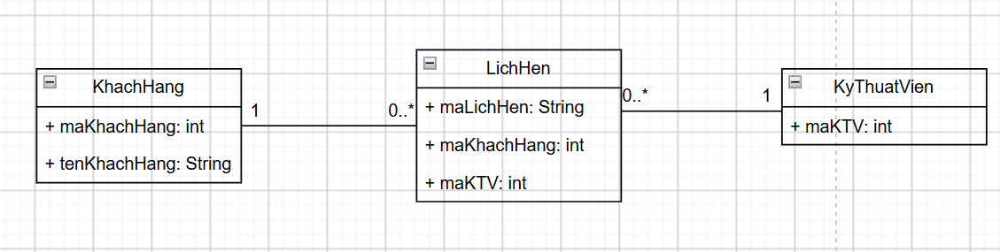 KhachHang
+ maKhachHang: int
+ tenKhachHang: String
1
0..*
LichHen
+ maLichHen: String
+ maKhachHang: int
+ maKTV: int
0..*
1
KyThuatVien
+ maKTV: int